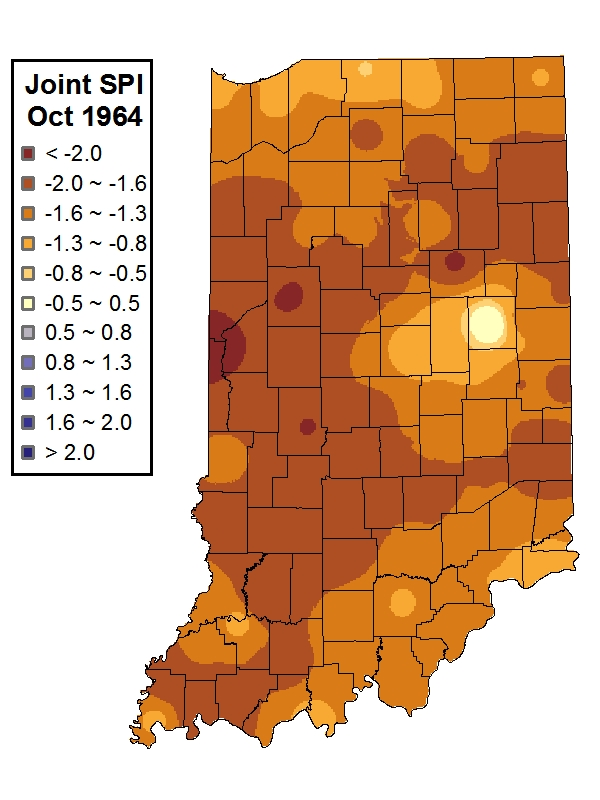 Joint SPI
Oct 1964
< -2.0
-2.0 ~ -1.6
-1.6 ~ -1.3
-1.3 ~ -0.8
-0.8 ~ -0.5
-0.5 ~ 0.5
0.5 ~ 0.8
0.8 ~ 1.3
1.3 ~ 1.6
1.6 ~ 2.0
> 2.0